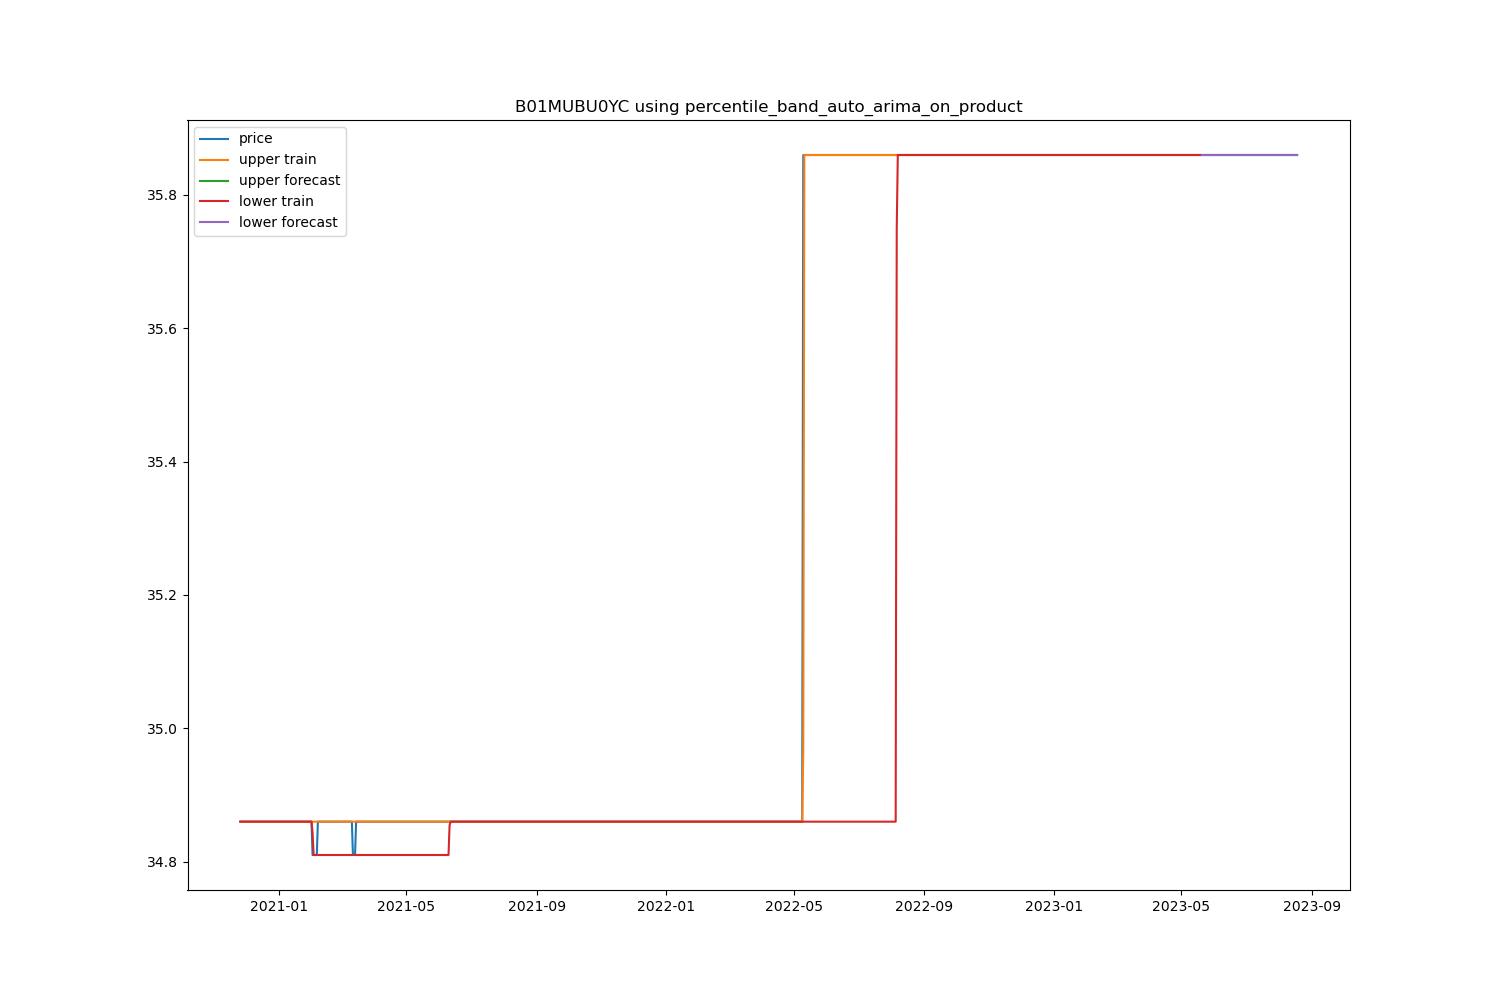 B01MUBU0YC using percentile_band_auto_arima_on_product
price
upper train
upper forecast
lower train
lower forecast
35.8
35.6
35.4
35.2
35.0
34.8
2021-01 2021-05 2021-09 2022-01 2022-05 2022-09 2023-01 2023-05 2023-09